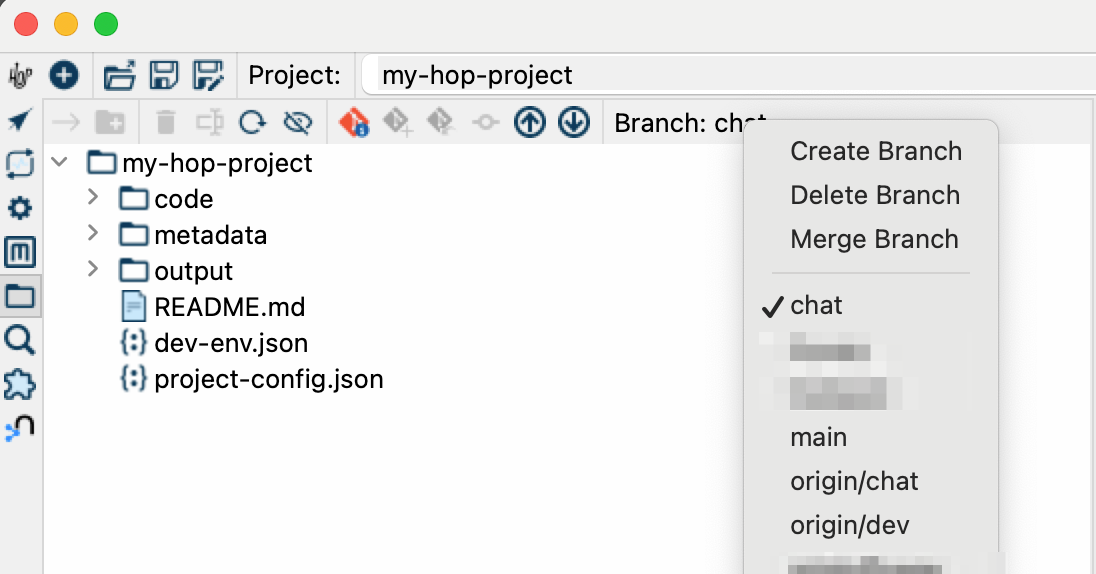 Project: my-hop-project
Branch: chat
my-hop-project
code
metadata
output
README.md
dev-env.json
project-config.json
Create Branch
Delete Branch
Merge Branch
chat
main
origin/chat
origin/dev